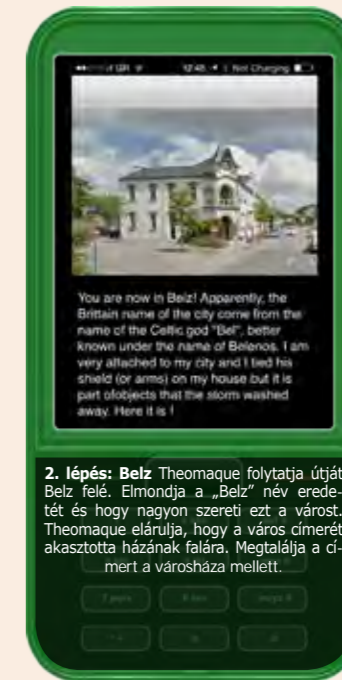 12:45 Not Charging
You are now in Belz! Apparently, the
Brittain name of the city come from the
name of the Celtic god "Bel", better
known under the name of Belenos. I am
very attached to my city and I tied his
shield (or arms) on my house but it is
part ofobjects that the storm washed
away. Here it is !
2. lépés: Belz Theomaque folytatja útját
Belz felé. Elmondja a „Belz” név erede-
tét és hogy nagyon szereti ezt a várost.
Theomaque elárulja, hogy a város címerét
akasztotta házának falára. Megtalálja a cí-
mert a városháza mellett.